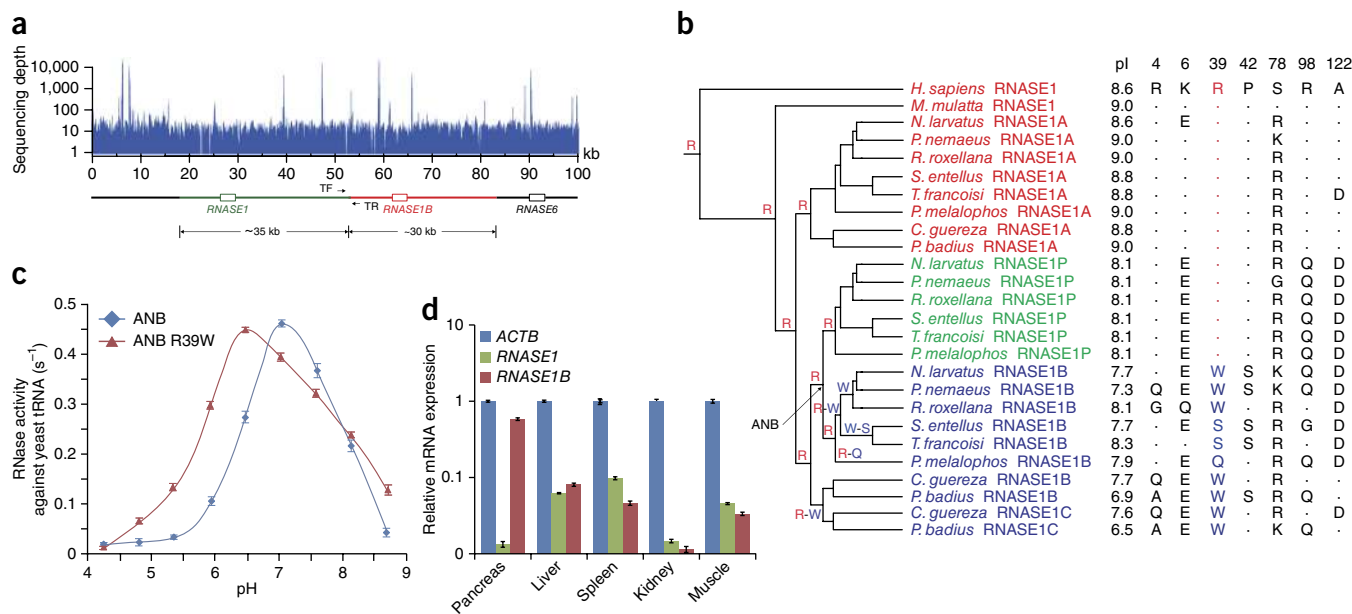 a
Sequencing depth
10,000
1,000
100
10
1
0 10 20 30 40 50 60 70 80 90 100 kb
TF
TR
RNASE1 RNASE1B RNASE6
~35 kb ~30 kb
b
pI 4 6 39 42 78 98 122
H. sapiens RNASE1 8.6 R K R P S R A
M. mulatta RNASE1 9.0 · · · · · · ·
N. larvatus RNASE1A 8.6 · E · · R · ·
P. nemaeus RNASE1A 9.0 · · · · K · ·
R. roxellana RNASE1A 9.0 · · · · R · ·
S. entellus RNASE1A 8.8 · · · · R · ·
T. francoisi RNASE1A 8.8 · · · · R · D
P. melalophos RNASE1A 9.0 · · · · R · ·
C. guereza RNASE1A 8.8 · · · · R · ·
P. badius RNASE1A 9.0 · · · · R · ·
N. larvatus RNASE1P 8.1 · E · · R Q D
P. nemaeus RNASE1P 8.1 · E · · G Q D
R. roxellana RNASE1P 8.1 · E · · R Q D
S. entellus RNASE1P 8.1 · E · · R Q D
T. francoisi RNASE1P 8.1 · E · · R Q D
P. melalophos RNASE1P 8.1 · E · · R Q D
N. larvatus RNASE1B 7.7 · E W S K Q D
P. nemaeus RNASE1B 7.3 Q E W S K Q D
R. roxellana RNASE1B 8.1 G Q W · R · D
S. entellus RNASE1B 7.7 · E S S R G D
T. francoisi RNASE1B 8.3 · · S S R · D
P. melalophos RNASE1B 7.9 · E Q · R Q D
C. guereza RNASE1B 7.7 Q E W · R · ·
P. badius RNASE1B 6.9 A E W S R Q ·
C. guereza RNASE1C 7.6 Q E W · R · D
P. badius RNASE1C 6.5 A E W · K Q ·
R
R
R
R
R
W
R-W
R
W-S
R-Q
ANB
R
R-W
c
RNase activity
against yeast tRNA (s⁻¹)
0.5
0.4
0.3
0.2
0.1
0
4 5 6 7 8 9
pH
ANB
ANB R39W
d
Relative mRNA expression
10
1
0.1
0
ACTB
RNASE1
RNASE1B
Pancreas Liver Spleen Kidney Muscle